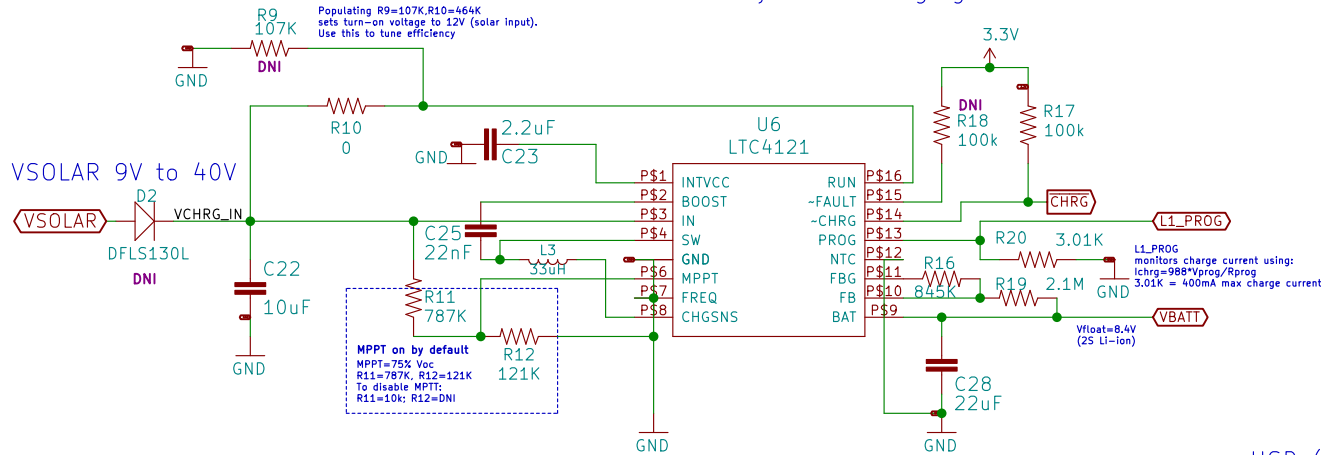 R9
107K
DNI
GND
Populating R9=107K,R10=464K
sets turn-on voltage to 12V (solar input).
Use this to tune efficiency
R10
0
2.2uF
C23
GND
VSOLAR 9V to 40V
VSOLAR
D2
DFLS130L
DNI
VCHRG_IN
C22
10uF
GND
C25
22nF
L3
33uH
R11
787K
R12
121K
MPPT on by default
MPPT=75% Voc
R11=787K, R12=121K
To disable MPTT:
R11=10k; R12=DNI
GND
U6
LTC4121
P$1 INTVCC
P$2 BOOST
P$3 IN
P$4 SW
GND
P$6 MPPT
P$7 FREQ
P$8 CHGSNS
RUN P$16
~FAULT P$15
~CHRG P$14
PROG P$13
NTC P$12
FBG P$11
FB P$10
BAT P$9
3.3V
DNI
R18
100k
R17
100k
CHRG
L1_PROG
R20
3.01K
GND
L1_PROG
monitors charge current using:
Ichrg=988*Vprog/Rprog
3.01K = 400mA max charge current
R16
845K
R19
2.1M
VBATT
Vfloat=8.4V
(2S Li-ion)
C28
22uF
GND